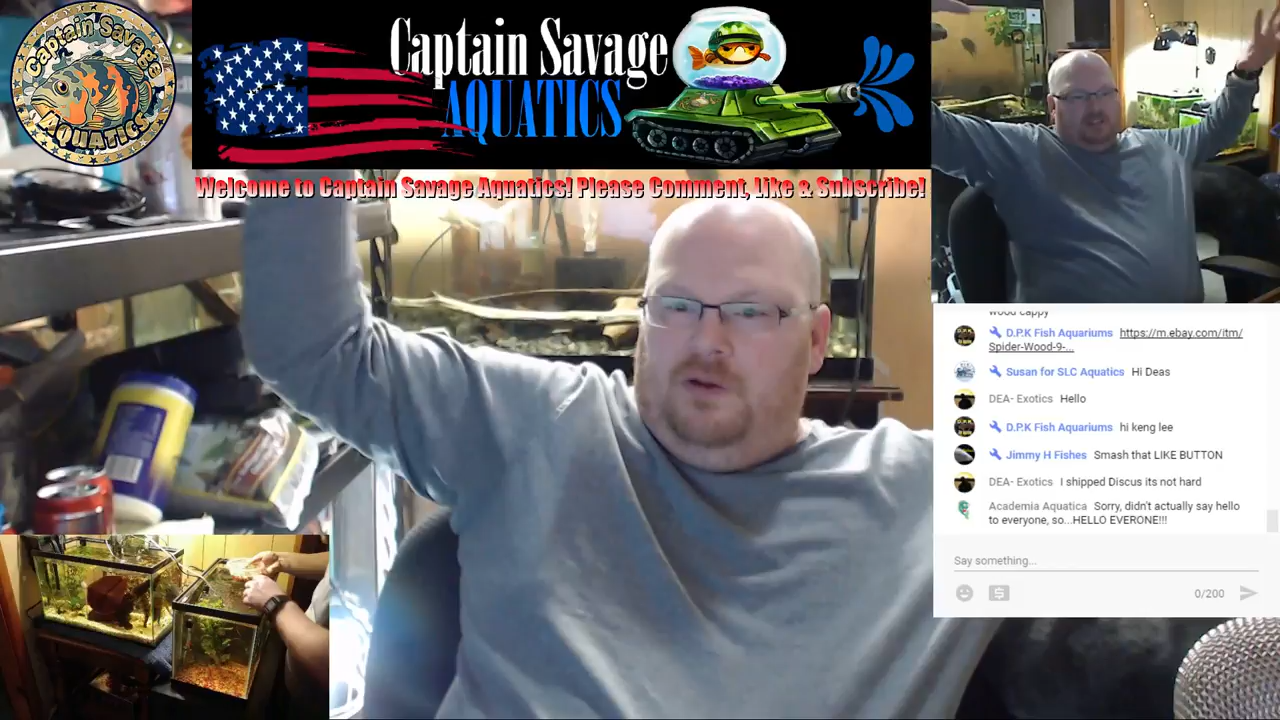 Captain Savage
AQUATICS
Captain Savage
AQUATICS
Welcome to Captain Savage Aquatics! Please Comment, Like & Subscribe!
wood cappy
D.P.K Fish Aquariums https://m.ebay.com/itm/
Spider-Wood-9-...
Susan for SLC Aquatics Hi Deas
DEA- Exotics Hello
D.P.K Fish Aquariums hi keng lee
Jimmy H Fishes Smash that LIKE BUTTON
DEA- Exotics I shipped Discus its not hard
Academia Aquatica Sorry, didn't actually say hello
to everyone, so...HELLO EVERONE!!!
Say something...
0/200